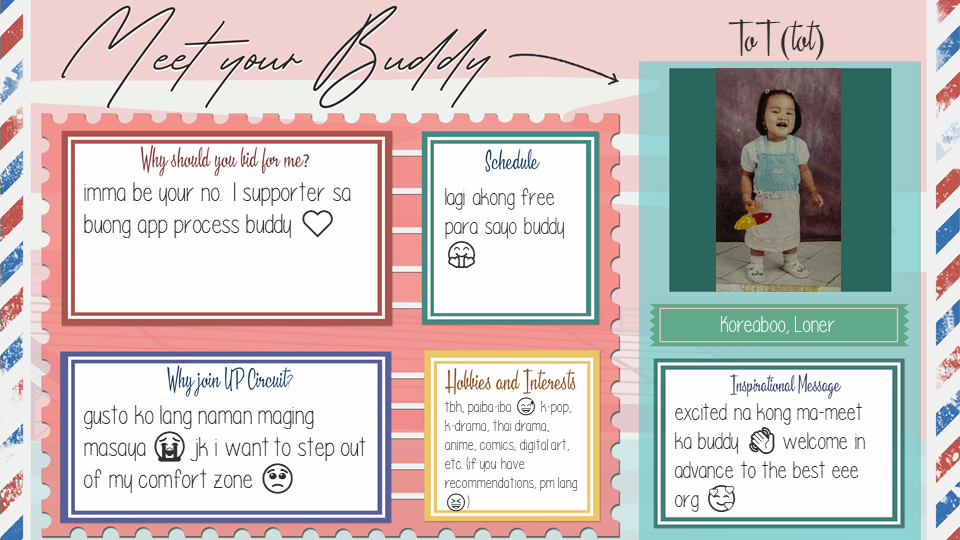 Meet your Buddy
ToT (tot)
Why should you bid for me?
imma be your no. 1 supporter sa
buong app process buddy 🤍
Schedule
lagi akong free
para sayo buddy
🤗
Koreaboo, Loner
Why join UP Circuit?
gusto ko lang naman maging
masaya 😭 jk i want to step out
of my comfort zone 🥺
Hobbies and Interests
tbh, paiba-iba 😅 k-pop,
k-drama, thai drama,
anime, comics, digital art,
etc. (if you have
recommendations, pm lang
😆)
Inspirational Message
excited na kong ma-meet
ka buddy 👏 welcome in
advance to the best eee
org 🥰